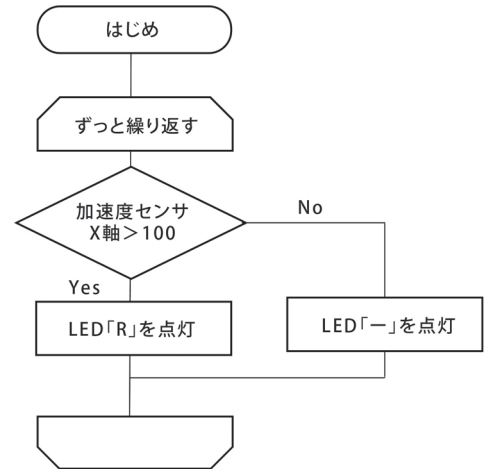 はじめ
ずっと繰り返す
加速度センサ
X軸＞100
No
Yes
LED「R」を点灯
LED「ー」を点灯